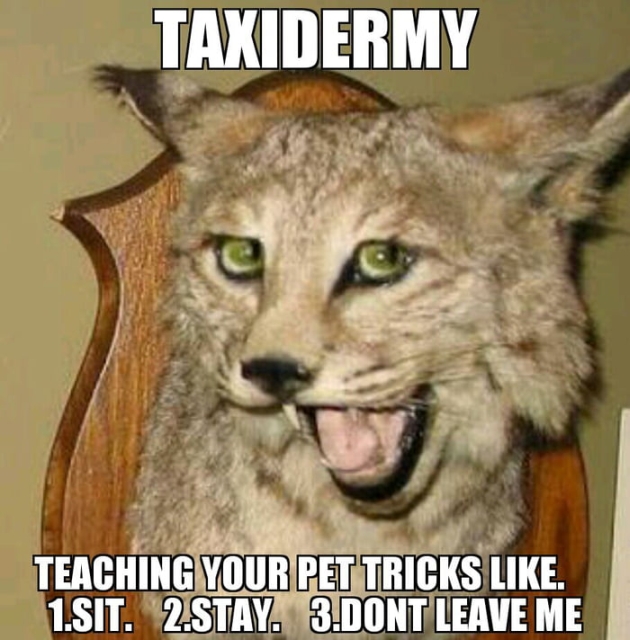 TAXIDERMY
TEACHING YOUR PET TRICKS LIKE.
1.SIT. 2.STAY. 3.DONT LEAVE ME